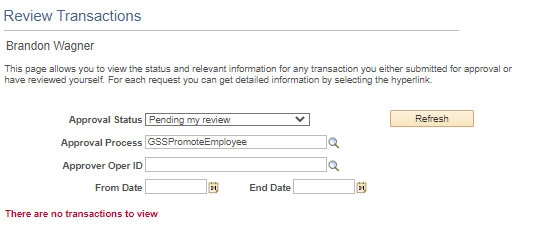 Review Transactions
Brandon Wagner
This page allows you to view the status and relevant information for any transaction you either submitted for approval or
have reviewed yourself. For each request you can get detailed information by selecting the hyperlink.
Approval Status Pending my review Refresh
Approval Process GSSPromoteEmployee
Approver Oper ID
From Date End Date
There are no transactions to view